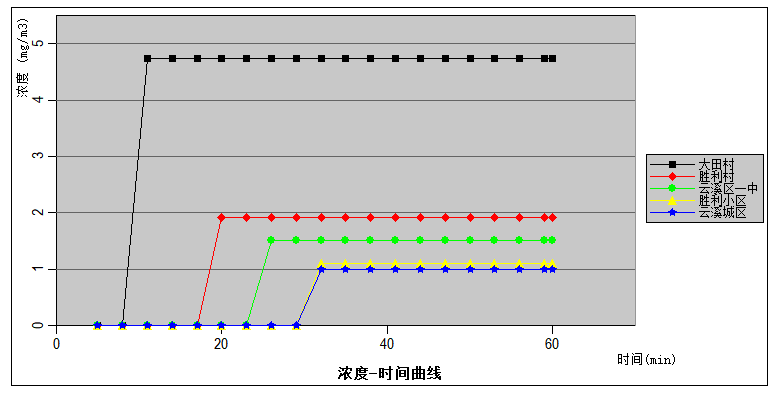 浓度 (mg/m3)
5
4
3
2
1
0
0
20
40
60
时间(min)
浓度-时间曲线
大田村
胜利村
云溪区一中
胜利小区
云溪城区